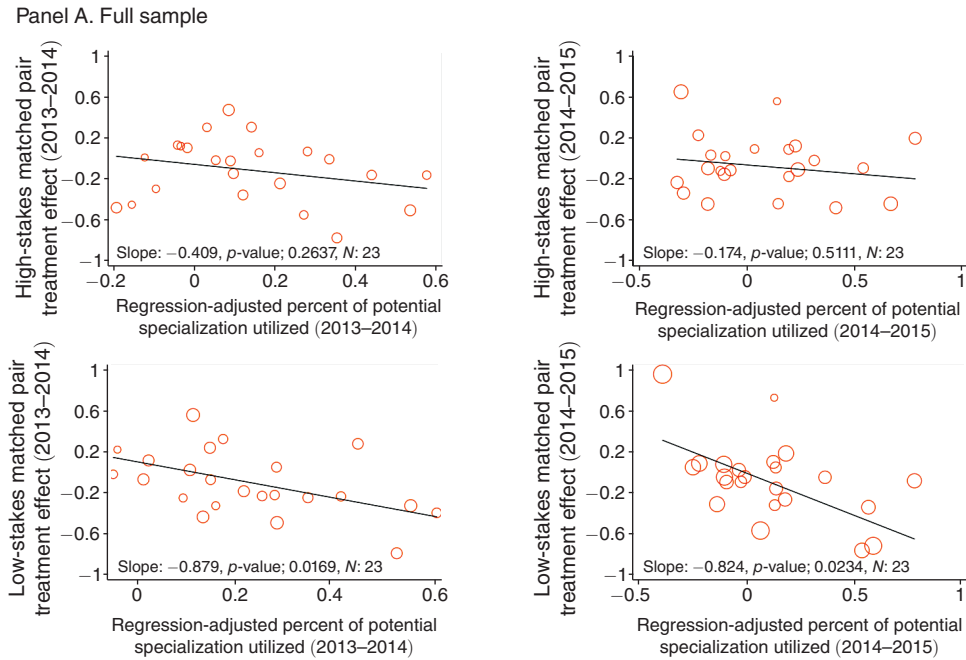 Panel A. Full sample
High-stakes matched pair
treatment effect (2013–2014)
1
0.6
0.2
−0.2
−0.6
−1
Slope: −0.409, p-value; 0.2637, N: 23
−0.2
0
0.2
0.4
0.6
Regression-adjusted percent of potential
specialization utilized (2013–2014)
High-stakes matched pair
treatment effect (2014–2015)
1
0.6
0.2
−0.2
−0.6
−1
Slope: −0.174, p-value; 0.5111, N: 23
−0.5
0
0.5
1
Regression-adjusted percent of potential
specialization utilized (2014–2015)
Low-stakes matched pair
treatment effect (2013–2014)
1
0.6
0.2
−0.2
−0.6
−1
Slope: −0.879, p-value; 0.0169, N: 23
0
0.2
0.4
0.6
Regression-adjusted percent of potential
specialization utilized (2013–2014)
Low-stakes matched pair
treatment effect (2014–2015)
1
0.6
0.2
−0.2
−0.6
−1
Slope: −0.824, p-value; 0.0234, N: 23
−0.5
0
0.5
1
Regression-adjusted percent of potential
specialization utilized (2014–2015)